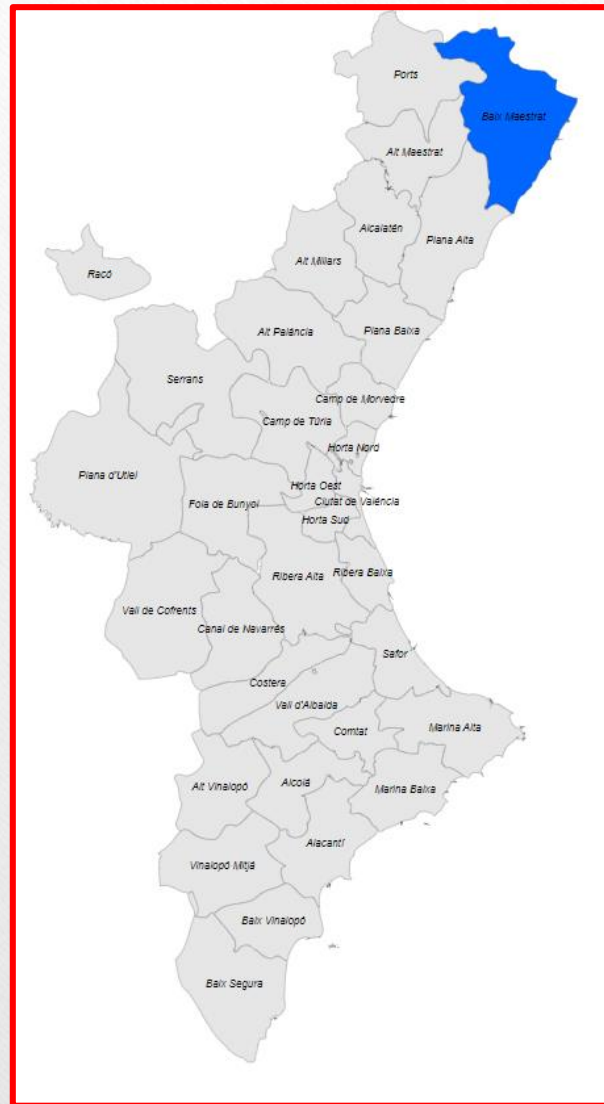 Ports
Baix Maestrat
Alt Maestrat
Alcalatén
Plana Alta
Alt Millars
Racó
Alt Palància
Plana Baixa
Serrans
Camp de Morvedre
Camp de Túria
Horta Nord
Plana d'Utiel
Horta Oest
Foia de Bunyol
Ciutat de València
Horta Sud
Ribera Alta
Ribera Baixa
Vall de Cofrents
Canal de Navarrés
Safor
Costera
Vall d'Albaida
Comtat
Marina Alta
Alt Vinalopó
Alcoià
Marina Baixa
Alacantí
Vinalopó Mitjà
Baix Vinalopó
Baix Segura